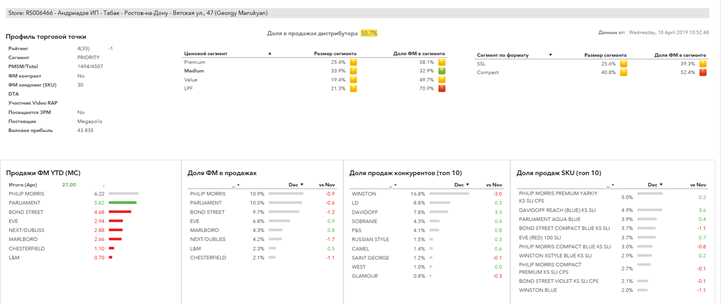 Store: RS006466 - Андриадзе ИП - Табак - Ростов-на-Дону - Вятская ул., 47 (Georgy Manukyan)
Доля в продажах дистрибутора 50.7%
Данные от: Wednesday, 10 April 2019 10:52:48
Профиль торговой точки
Рейтинг 4(33) -1
Сегмент PRIORITY
PMSM/Total 1494/4507
ФМ контракт No
ФМ хэндлинг (SKU) 30
DTA
Участник Video RAP
Посещается 3PM No
Поставщик Megapolis
Валовая прибыль 43 835
Ценовой сегмент Размер сегмента Доля ФМ в сегменте
Premium 25.4% 58.1%
Medium 33.9% 32.9%
Value 19.4% 49.7%
LPP 21.3% 70.9%
Сегмент по формату Размер сегмента Доля ФМ в сегменте
SSL 25.6% 39.3%
Compact 40.8% 52.4%
Продажи ФМ YTD (МС)
Итого (Apr) 27,00
PHILIP MORRIS 6.22
PARLIAMENT 5.82
BOND STREET 4.68
EVE 2.94
NEXT/DUBLISS 2.88
MARLBORO 2.66
CHESTERFIELD 1.10
L&M 0.70
Доля ФМ в продажах
Dec vs Nov
PHILIP MORRIS 10.9% -0.9
PARLIAMENT 10.5% -0.6
BOND STREET 9.7% -1.2
EVE 6.8% 0.9
MARLBORO 4.3% 0.8
NEXT/DUBLISS 4.2% -1.7
L&M 2.3% 0.5
CHESTERFIELD 2.1% -1.1
Доля продаж конкурентов (топ 10)
Dec vs Nov
WINSTON 16.8% -3.0
LD 8.8% 0.3
DAVIDOFF 7.8% 3.3
SOBRANIE 4.3% 0.4
P&S 4.1% 0.8
RUSSIAN STYLE 1.5% 0.3
CAMEL 1.4% 0.6
SAINT GEORGE 1.2% -0.1
WEST 1.0% 0.0
GLAMOUR 0.8% -0.3
Доля продаж SKU (топ 10)
Dec vs Nov
PHILIP MORRIS PREMIUM YARKIY
KS SLI CPS 5.0% 0.2
DAVIDOFF REACH (BLUE) KS SLI 4.9% 3.6
PARLIAMENT AQUA BLUE 3.9% 0.4
BOND STREET COMPACT BLUE KS SLI 3.7% -1.1
EVE (RED) 100 SLI 3.7% 0.7
PHILIP MORRIS COMPACT BLUE KS SLI 3.0% -0.8
WINSTON XSTYLE BLUE KS SLI 2.9% 0.2
PHILIP MORRIS COMPACT
PREMIUM KS SLI CPS 2.7% -0.1
BOND STREET VIOLET KS SLI CPS 2.1% -0.1
WINSTON BLUE 2.0% -1.1